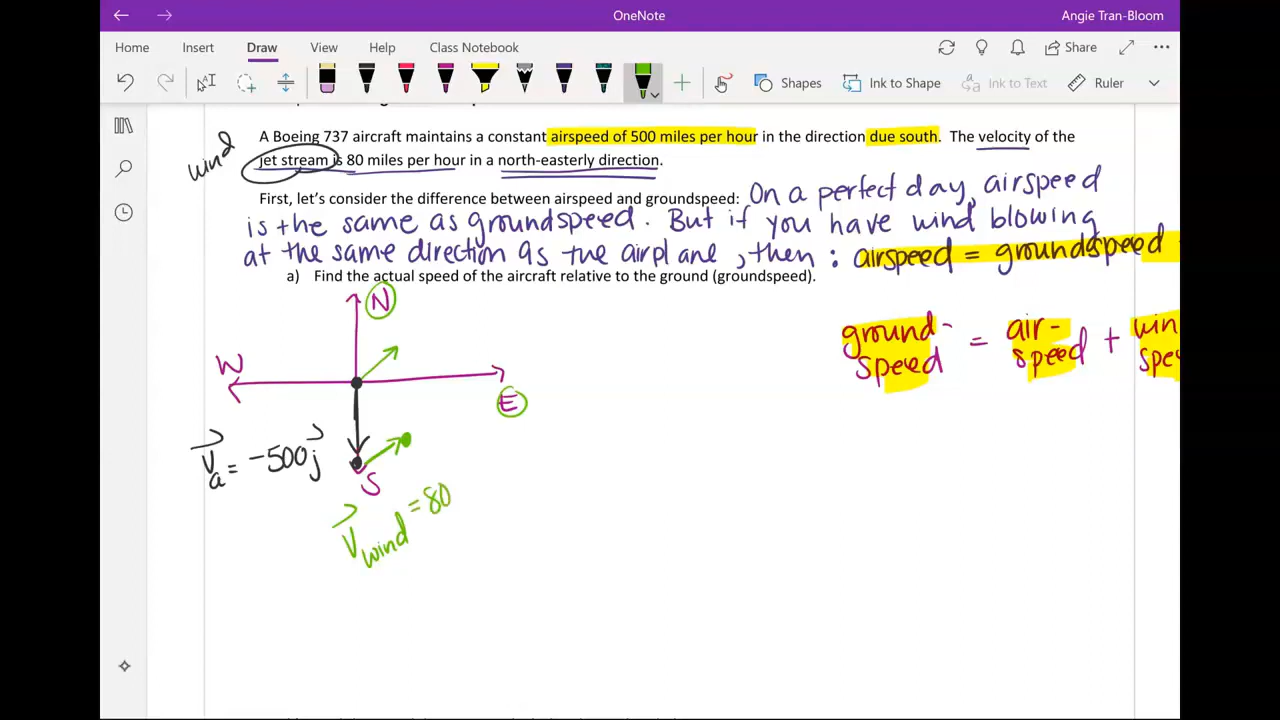 OneNote
Angie Tran-Bloom
Home Insert Draw View Help Class Notebook Share
Shapes Ink to Shape Ink to Text Ruler
A Boeing 737 aircraft maintains a constant airspeed of 500 miles per hour in the direction due south. The velocity of the
wind
jet stream is 80 miles per hour in a north-easterly direction.
First, let's consider the difference between airspeed and groundspeed: On a perfect day, airspeed
is the same as groundspeed. But if you have wind blowing
at the same direction as the airplane, then: airspeed = groundspeed
a) Find the actual speed of the aircraft relative to the ground (groundspeed).
N
W
E
S
ground- = air- + win
speed speed spe
V⃗a = -500j⃗
V⃗wind = 80